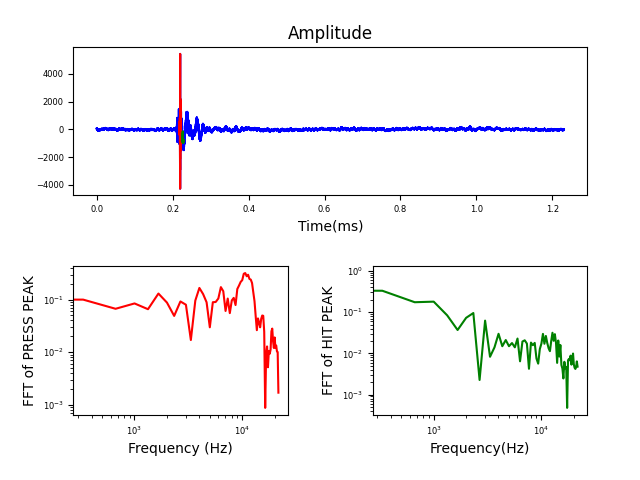 Amplitude
4000
2000
0
−2000
−4000
0.0 0.2 0.4 0.6 0.8 1.0 1.2
Time(ms)
FFT of PRESS PEAK
10⁻¹
10⁻²
10⁻³
10³ 10⁴
Frequency (Hz)
FFT of HIT PEAK
10⁰
10⁻¹
10⁻²
10⁻³
10³ 10⁴
Frequency(Hz)